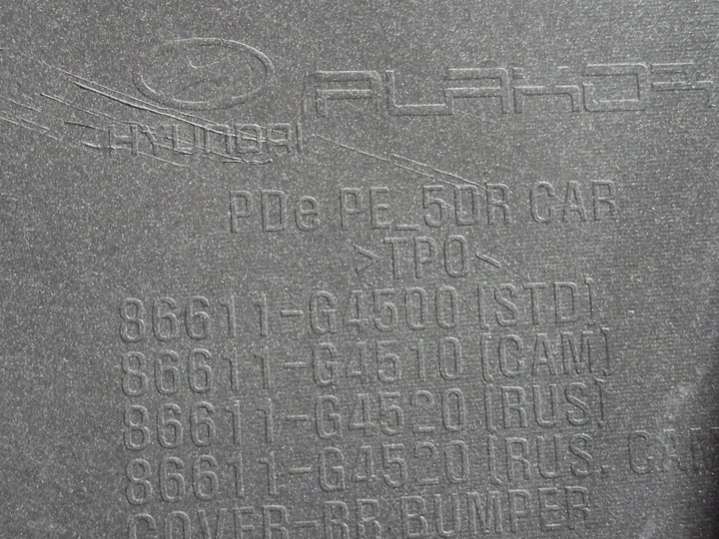 PLAKOR
HYUNDAI
PDe PE_5DR CAR
>TPO<
86611-G4500 (STD)
86611-G4510 (CAM)
86611-G4520 (RUS)
86611-G4520 (RUS. CAM
COVER-RR BUMPER